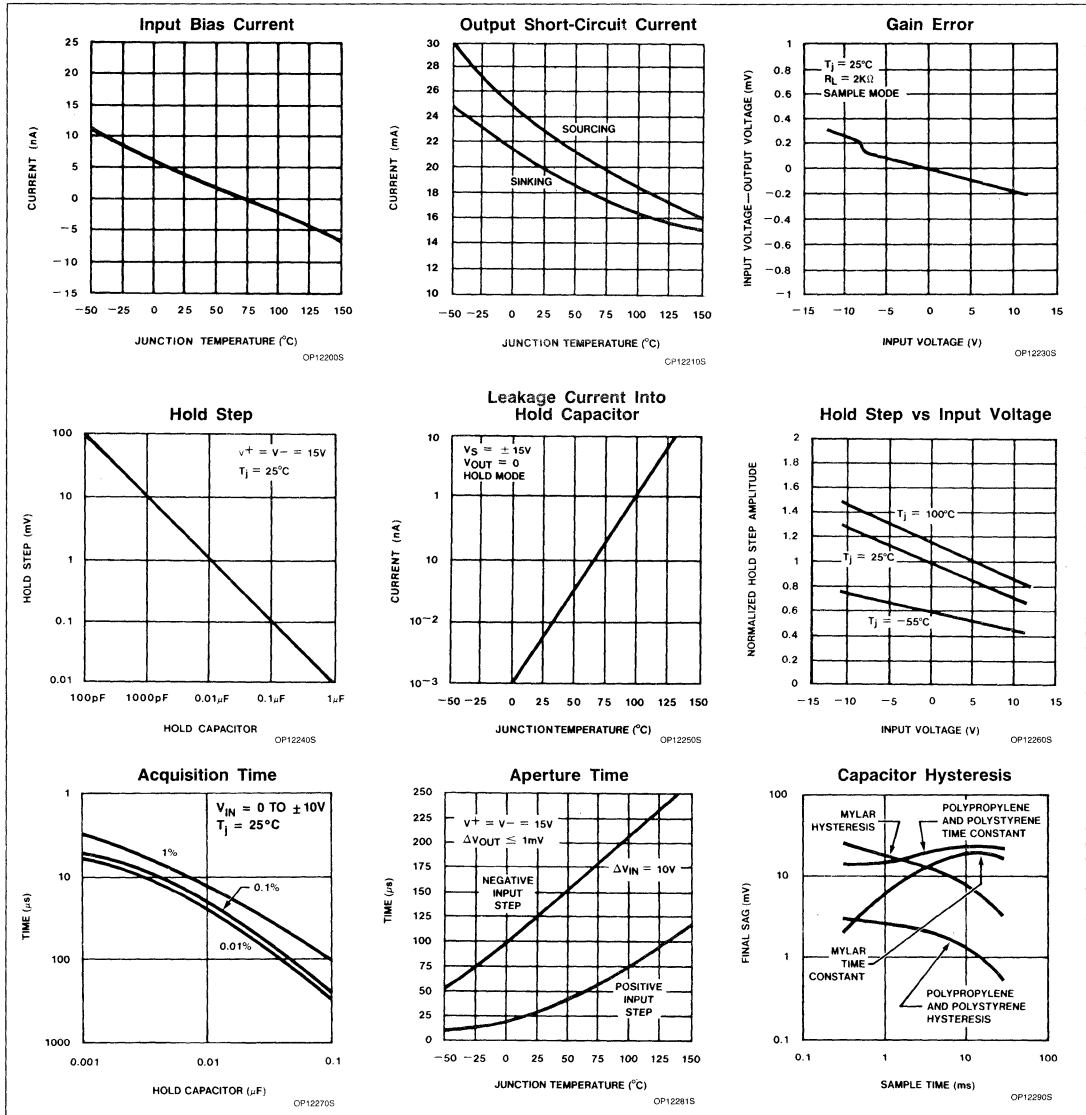 Input Bias Current
25
20
15
10
5
0
−5
−10
−15
−50 −25 0 25 50 75 100 125 150
CURRENT (nA)
JUNCTION TEMPERATURE (°C)
OP12200S
Output Short-Circuit Current
30
28
26
24
22
20
18
16
14
12
10
−50 −25 0 25 50 75 100 125 150
CURRENT (mA)
SOURCING
SINKING
JUNCTION TEMPERATURE (°C)
OP12210S
Gain Error
1
0.8
0.6
0.4
0.2
0
−0.2
−0.4
−0.6
−0.8
−1
−15 −10 −5 0 5 10 15
INPUT VOLTAGE—OUTPUT VOLTAGE (mV)
Tj = 25°C
RL = 2KΩ
SAMPLE MODE
INPUT VOLTAGE (V)
OP12230S
Hold Step
100
10
1
0.1
0.01
100pF 1000pF 0.01µF 0.1µF 1µF
HOLD STEP (mV)
V+ = V− = 15V
Tj = 25°C
HOLD CAPACITOR
OP12240S
Leakage Current Into
Hold Capacitor
10
1
10
10−2
10−3
−50 −25 0 25 50 75 100 125 150
CURRENT (nA)
VS = ±15V
VOUT = 0
HOLD MODE
JUNCTION TEMPERATURE (°C)
OP12250S
Hold Step vs Input Voltage
2
1.8
1.6
1.4
1.2
1
0.8
0.6
0.4
0.2
0
−15 −10 −5 0 5 10 15
NORMALIZED HOLD STEP AMPLITUDE
Tj = 100°C
Tj = 25°C
Tj = −55°C
INPUT VOLTAGE (V)
OP12260S
Acquisition Time
1
10
100
1000
0.001 0.01 0.1
TIME (µs)
VIN = 0 TO ±10V
Tj = 25°C
1%
0.1%
0.01%
HOLD CAPACITOR (µF)
OP12270S
Aperture Time
250
225
200
175
150
125
100
75
50
25
0
−50 −25 0 25 50 75 100 125 150
TIME (µs)
V+ = V− = 15V
ΔVOUT ≤ 1mV
ΔVIN = 10V
NEGATIVE
INPUT
STEP
POSITIVE
INPUT
STEP
JUNCTION TEMPERATURE (°C)
OP12281S
Capacitor Hysteresis
100
10
1
0.1
0.1 1 10 100
FINAL SAG (mV)
MYLAR
HYSTERESIS
POLYPROPYLENE
AND POLYSTYRENE
TIME CONSTANT
MYLAR
TIME
CONSTANT
POLYPROPYLENE
AND POLYSTYRENE
HYSTERESIS
SAMPLE TIME (ms)
OP12290S